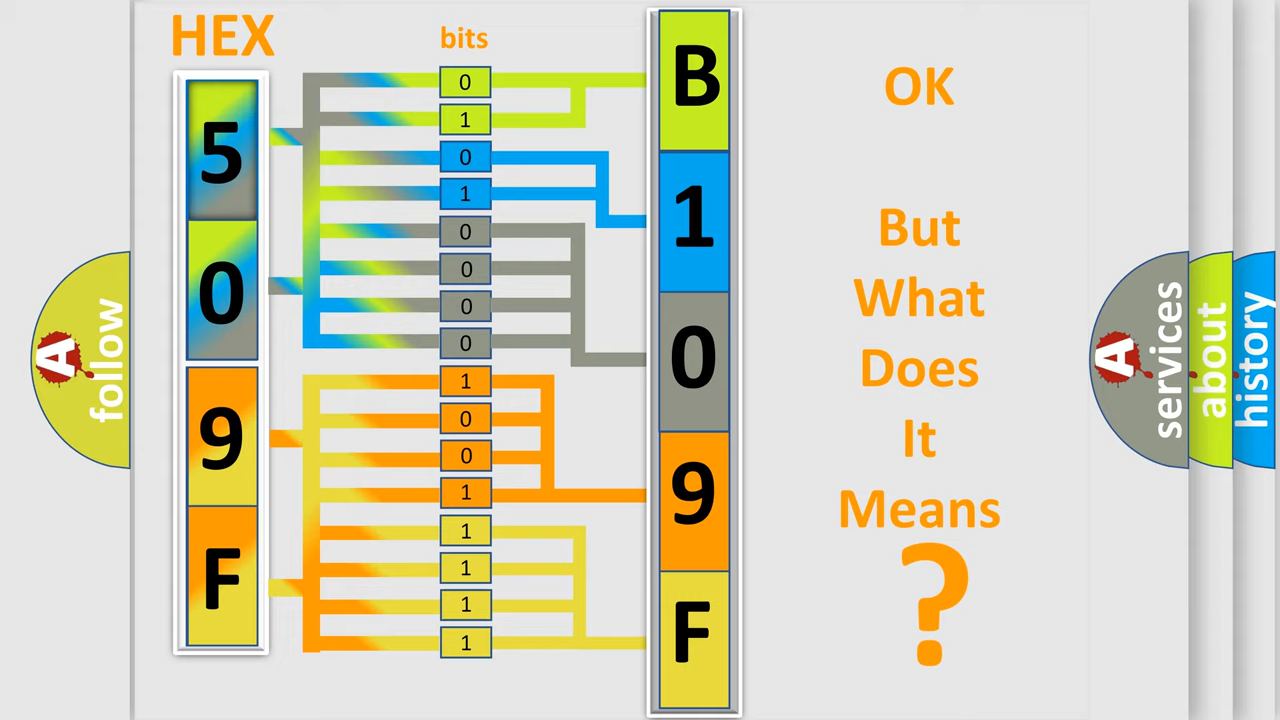 HEX
bits
5
0
9
F
0
1
0
1
0
0
0
0
1
0
0
1
1
1
1
1
B
1
0
9
F
OK
But
What
Does
It
Means
?
A
follow
A
services
about
history